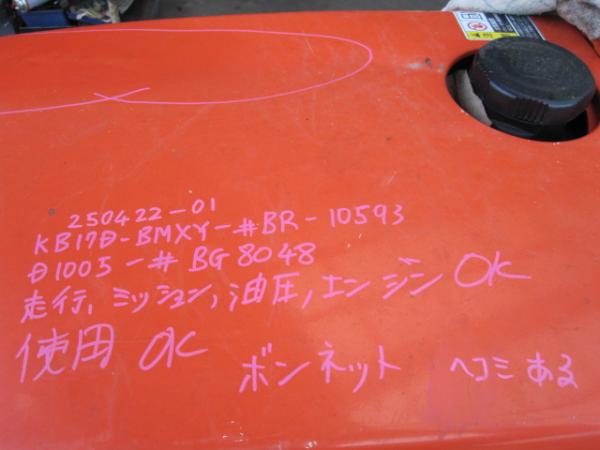 250422-01
KB17D-BMXY-#BR-10593
D1005-# BG8048
走行,ミッション,油圧,エンジンOK
使用OK
ボンネット ヘコミある